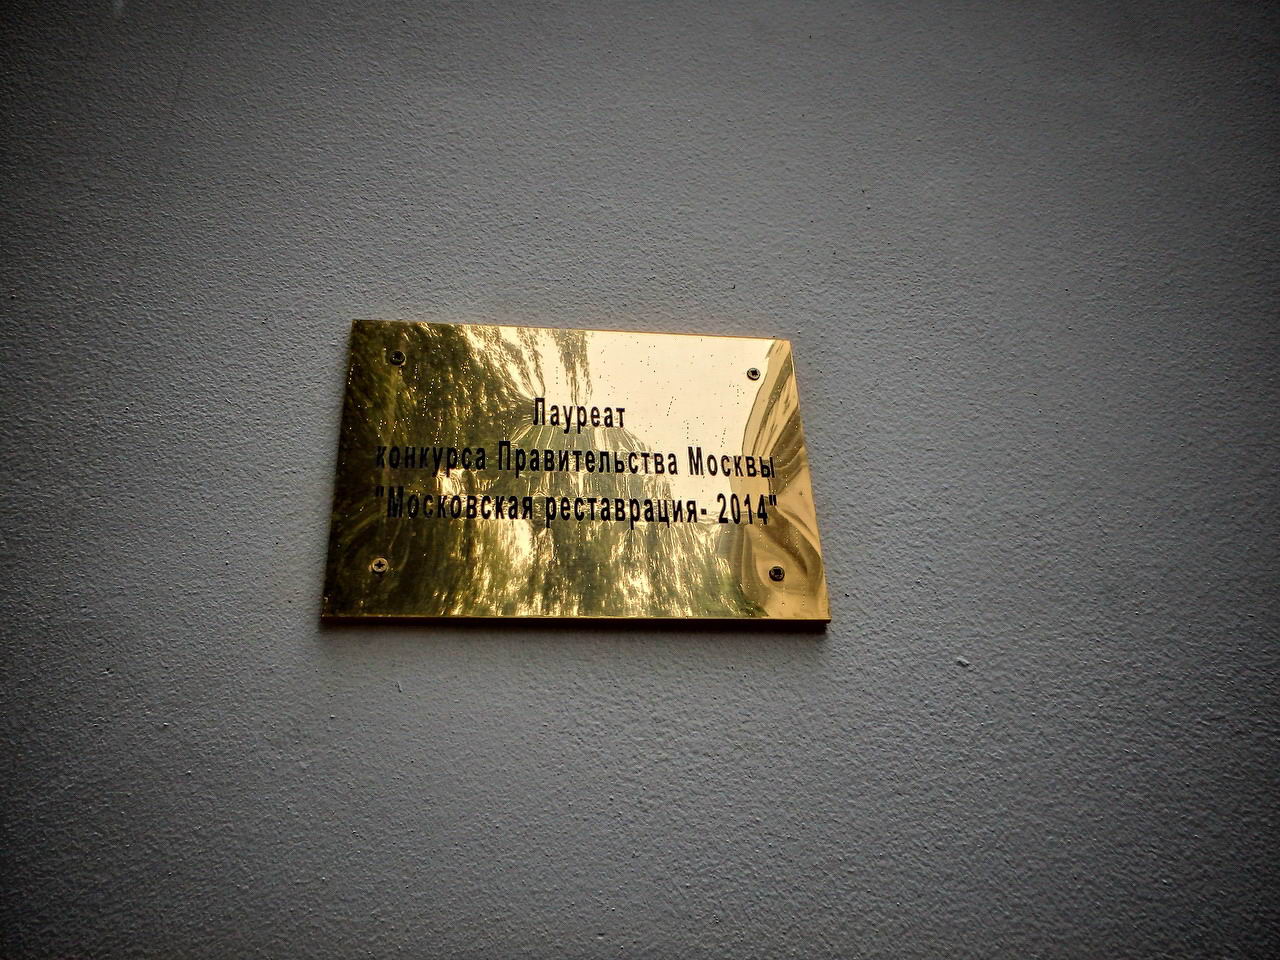 Лауреат
конкурса Правительства Москвы
"Московская реставрация- 2014"